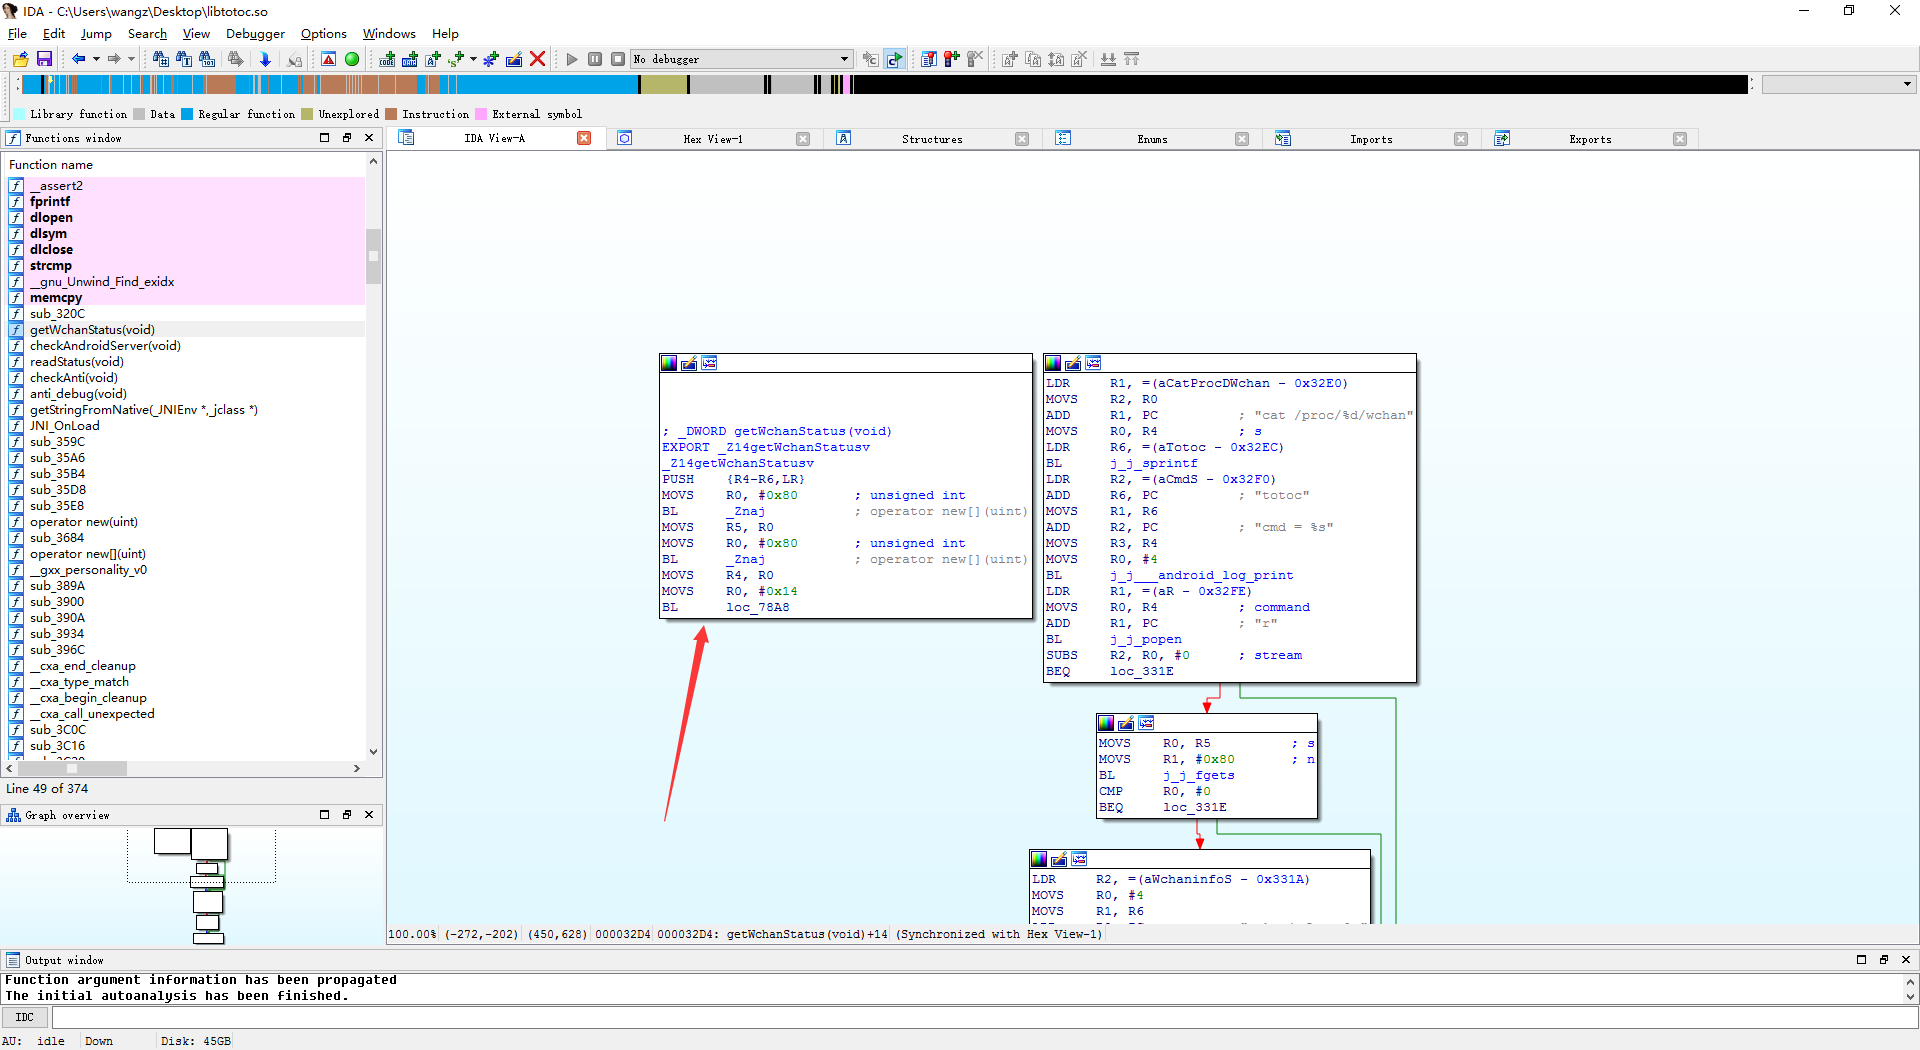 IDA - C:\Users\wangz\Desktop\libtotoc.so
File Edit Jump Search View Debugger Options Windows Help
No debugger
Library function Data Regular function Unexplored Instruction External symbol
Functions window
IDA View-A Hex View-1 Structures Enums Imports Exports
Function name
__assert2
fprintf
dlopen
dlsym
dlclose
strcmp
__gnu_Unwind_Find_exidx
memcpy
sub_320C
getWchanStatus(void)
checkAndroidServer(void)
readStatus(void)
checkAnti(void)
anti_debug(void)
getStringFromNative(_JNIEnv *,_jclass *)
JNI_OnLoad
sub_359C
sub_35A6
sub_35B4
sub_35D8
sub_35E8
operator new(uint)
sub_3684
operator new[](uint)
__gxx_personality_v0
sub_389A
sub_3900
sub_390A
sub_3934
sub_396C
__cxa_end_cleanup
__cxa_type_match
__cxa_begin_cleanup
__cxa_call_unexpected
sub_3C0C
sub_3C16
Line 49 of 374
Graph overview
; _DWORD getWchanStatus(void)
EXPORT _Z14getWchanStatusv
_Z14getWchanStatusv
PUSH {R4-R6,LR}
MOVS R0, #0x80 ; unsigned int
BL _Znaj ; operator new[](uint)
MOVS R5, R0
MOVS R0, #0x80 ; unsigned int
BL _Znaj ; operator new[](uint)
MOVS R4, R0
MOVS R0, #0x14
BL loc_78A8
LDR R1, =(aCatProcDWchan - 0x32E0)
MOVS R2, R0
ADD R1, PC ; "cat /proc/%d/wchan"
MOVS R0, R4 ; s
LDR R6, =(aTotoc - 0x32EC)
BL j_j_sprintf
LDR R2, =(aCmdS - 0x32F0)
ADD R6, PC ; "totoc"
MOVS R1, R6
ADD R2, PC ; "cmd = %s"
MOVS R3, R4
MOVS R0, #4
BL j_j___android_log_print
LDR R1, =(aR - 0x32FE)
MOVS R0, R4 ; command
ADD R1, PC ; "r"
BL j_j_popen
SUBS R2, R0, #0 ; stream
BEQ loc_331E
MOVS R0, R5 ; s
MOVS R1, #0x80 ; n
BL j_j_fgets
CMP R0, #0
BEQ loc_331E
LDR R2, =(aWchaninfoS - 0x331A)
MOVS R0, #4
MOVS R1, R6
100.00% (-272,-202) (450,628) 000032D4 000032D4: getWchanStatus(void)+14 (Synchronized with Hex View-1)
Output window
Function argument information has been propagated
The initial autoanalysis has been finished.
IDC
AU: idle Down Disk: 45GB